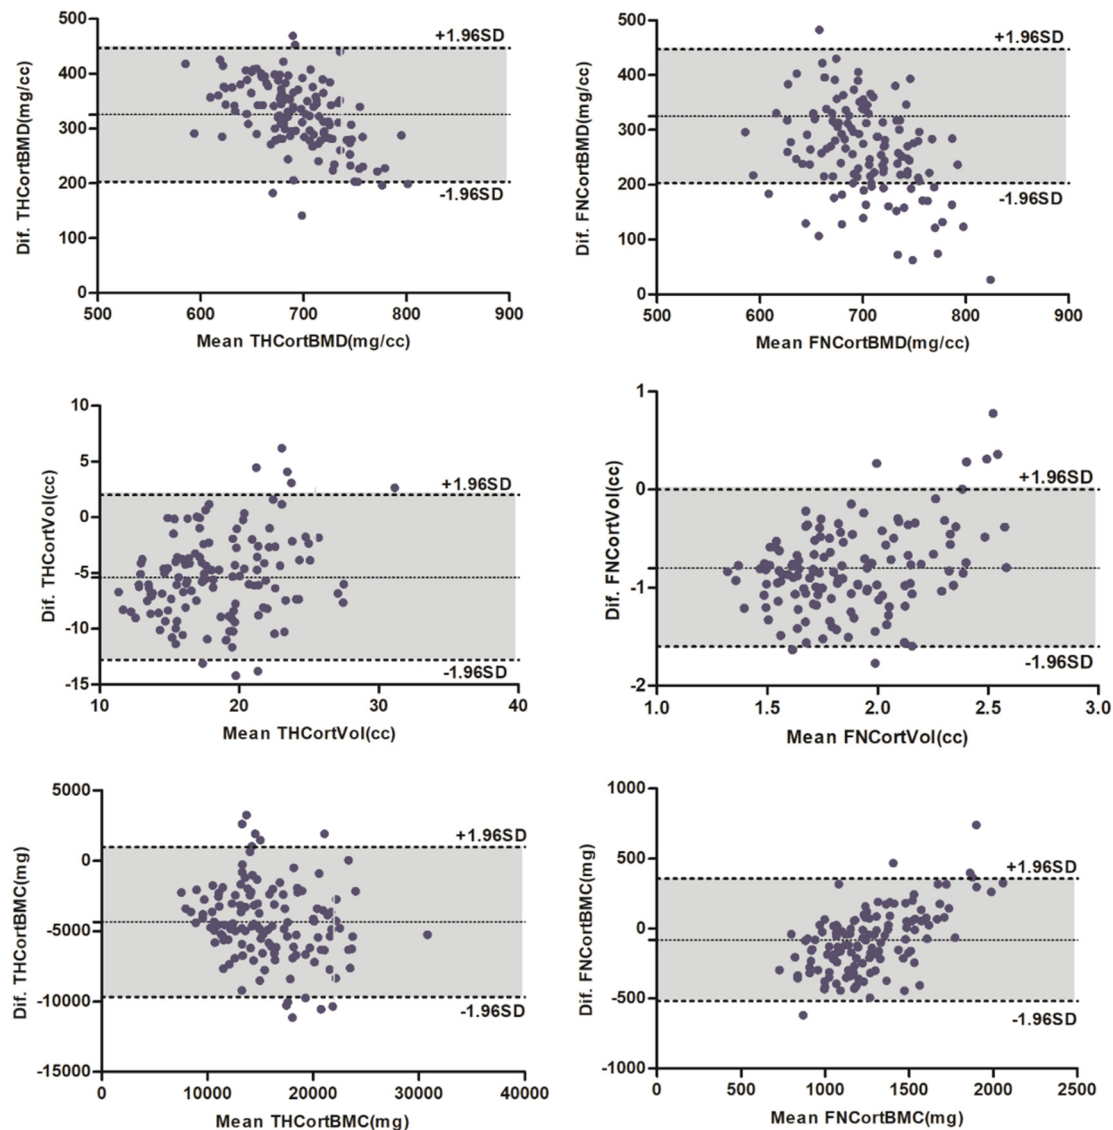 500
400
300
200
100
0
Dif. THCortBMD(mg/cc)
+1.96SD
-1.96SD
500 600 700 800 900
Mean THCortBMD(mg/cc)
500
400
300
200
100
0
Dif. FNCortBMD(mg/cc)
+1.96SD
-1.96SD
500 600 700 800 900
Mean FNCortBMD(mg/cc)
10
5
0
-5
-10
-15
Dif. THCortVol(cc)
+1.96SD
-1.96SD
10 20 30 40
Mean THCortVol(cc)
1
0
-1
-2
Dif. FNCortVol(cc)
+1.96SD
-1.96SD
1.0 1.5 2.0 2.5 3.0
Mean FNCortVol(cc)
5000
0
-5000
-10000
-15000
Dif. THCortBMC(mg)
+1.96SD
-1.96SD
0 10000 20000 30000 40000
Mean THCortBMC(mg)
1000
500
0
-500
-1000
Dif. FNCortBMC(mg)
+1.96SD
-1.96SD
0 500 1000 1500 2000 2500
Mean FNCortBMC(mg)